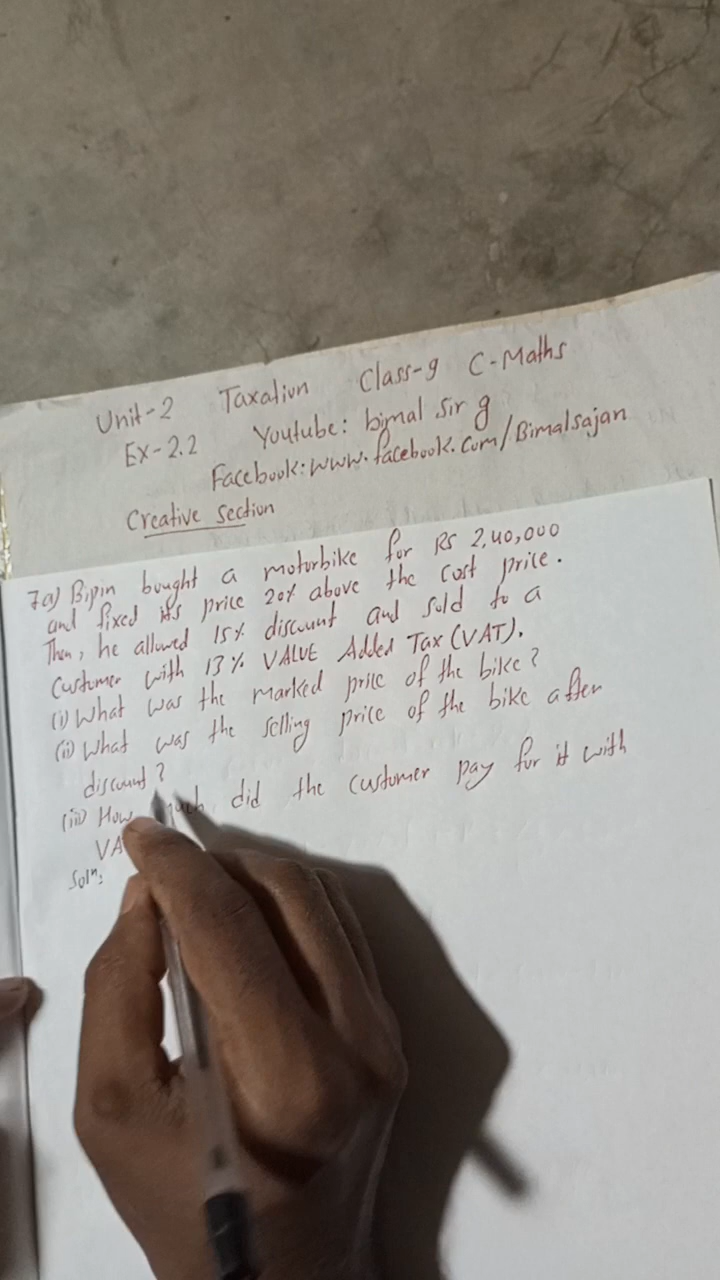 Unit-2 Taxation Class-9 C-Maths
Ex-2.2 Youtube: bimal sir g
Facebook: www.facebook.com/Bimalsajan
Creative section
7a) Bipin bought a motorbike for RS 2,40,000
and fixed its price 20% above the cost price.
Then, he allowed 15% discount and sold to a
customer with 13% VALUE Added Tax (VAT).
(i) What was the marked price of the bike?
(ii) What was the selling price of the bike after
discount?
(iii) How much did the customer pay for it with
VA
Solⁿ: